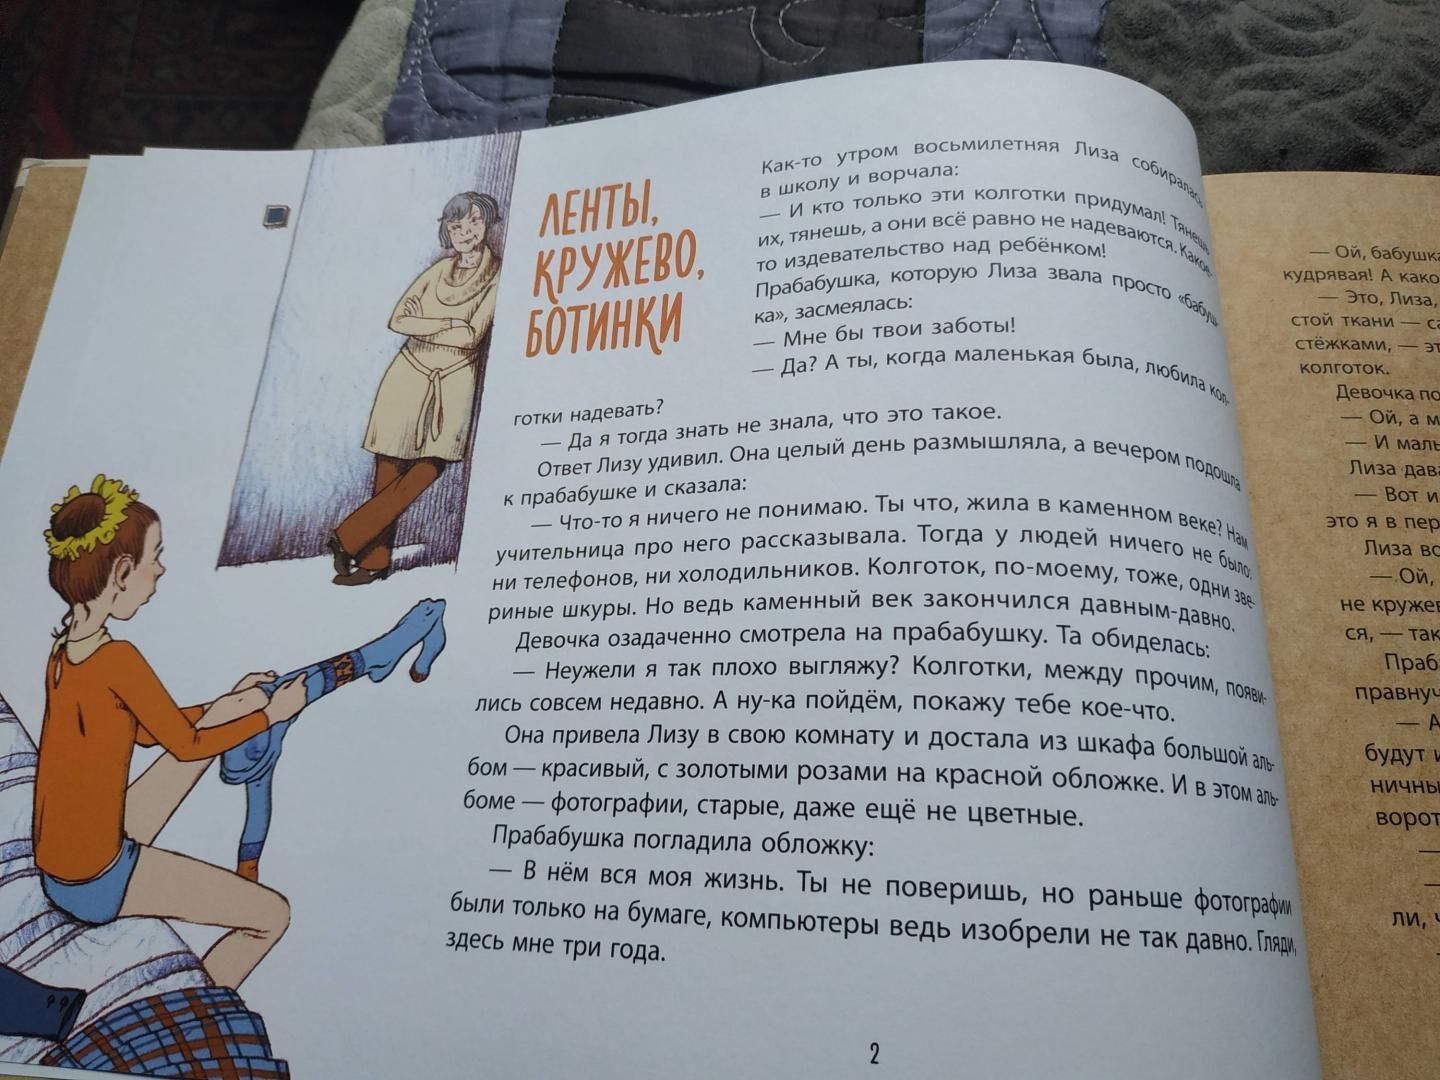 ЛЕНТЫ,
КРУЖЕВО,
БОТИНКИ
Как-то утром восьмилетняя Лиза собиралась
в школу и ворчала:
— И кто только эти колготки придумал! Тянешь
их, тянешь, а они всё равно не надеваются. Какое-
то издевательство над ребёнком!
Прабабушка, которую Лиза звала просто «бабуш-
ка», засмеялась:
— Мне бы твои заботы!
— Да? А ты, когда маленькая была, любила кол-
готки надевать?
— Да я тогда знать не знала, что это такое.
Ответ Лизу удивил. Она целый день размышляла, а вечером подошла
к прабабушке и сказала:
— Что-то я ничего не понимаю. Ты что, жила в каменном веке? Нам
учительница про него рассказывала. Тогда у людей ничего не было:
ни телефонов, ни холодильников. Колготок, по-моему, тоже, одни зве-
риные шкуры. Но ведь каменный век закончился давным-давно.
Девочка озадаченно смотрела на прабабушку. Та обиделась:
— Неужели я так плохо выгляжу? Колготки, между прочим, появи-
лись совсем недавно. А ну-ка пойдём, покажу тебе кое-что.
Она привела Лизу в свою комнату и достала из шкафа большой аль-
бом — красивый, с золотыми розами на красной обложке. И в этом аль-
боме — фотографии, старые, даже ещё не цветные.
Прабабушка погладила обложку:
— В нём вся моя жизнь. Ты не поверишь, но раньше фотографии
были только на бумаге, компьютеры ведь изобрели не так давно. Гляди,
здесь мне три года.
2
— Ой, бабушка
кудрявая! А како
— Это, Лиза,
стой ткани — са
стёжками, — эт
колготок.
Девочка по
— Ой, а м
— И маль
Лиза дава
— Вот и
это я в пер
Лиза во
— Ой,
не кружев
ся, — так
Праб
правнуч
— А
будут и
ничны
ворот
—
—
ли, ч